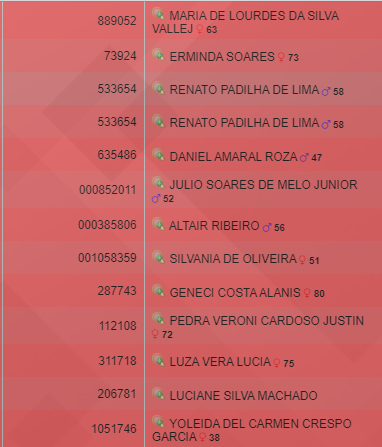 889052 MARIA DE LOURDES DA SILVA
VALLEJ ♀ 63
73924 ERMINDA SOARES ♀ 73
533654 RENATO PADILHA DE LIMA ♂ 58
533654 RENATO PADILHA DE LIMA ♂ 58
635486 DANIEL AMARAL ROZA ♂ 47
000852011 JULIO SOARES DE MELO JUNIOR
♂ 52
000385806 ALTAIR RIBEIRO ♂ 56
001058359 SILVANIA DE OLIVEIRA ♀ 51
287743 GENECI COSTA ALANIS ♀ 80
112108 PEDRA VERONI CARDOSO JUSTIN
♀ 72
311718 LUZA VERA LUCIA ♀ 75
206781 LUCIANE SILVA MACHADO
1051746 YOLEIDA DEL CARMEN CRESPO
GARCIA ♀ 38